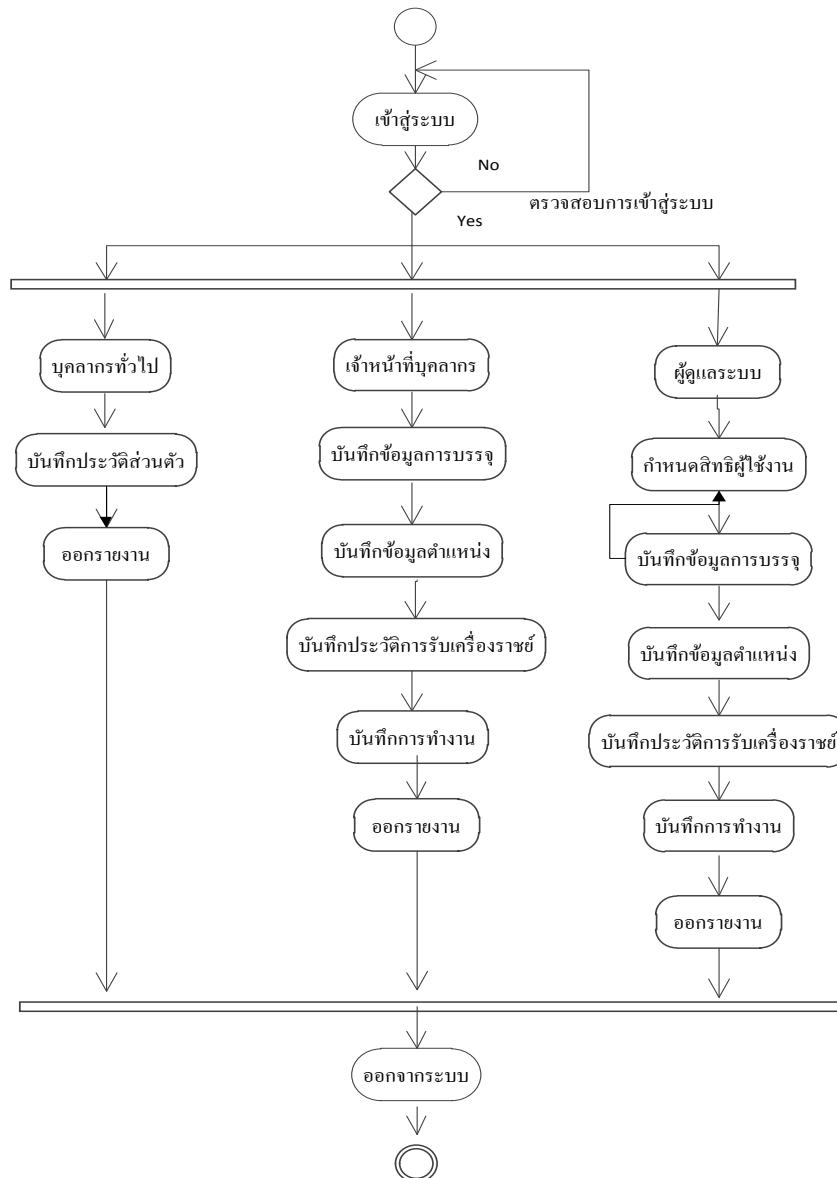 เข้าสู่ระบบ
No
ตรวจสอบการเข้าสู่ระบบ
Yes
บุคลากรทั่วไป
บันทึกประวัติส่วนตัว
ออกรายงาน
เจ้าหน้าที่บุคลากร
บันทึกข้อมูลการบรรจุ
บันทึกข้อมูลตำแหน่ง
บันทึกประวัติการรับเครื่องราชย์
บันทึกการทำงาน
ออกรายงาน
ผู้ดูแลระบบ
กำหนดสิทธิผู้ใช้งาน
บันทึกข้อมูลการบรรจุ
บันทึกข้อมูลตำแหน่ง
บันทึกประวัติการรับเครื่องราชย์
บันทึกการทำงาน
ออกรายงาน
ออกจากระบบ